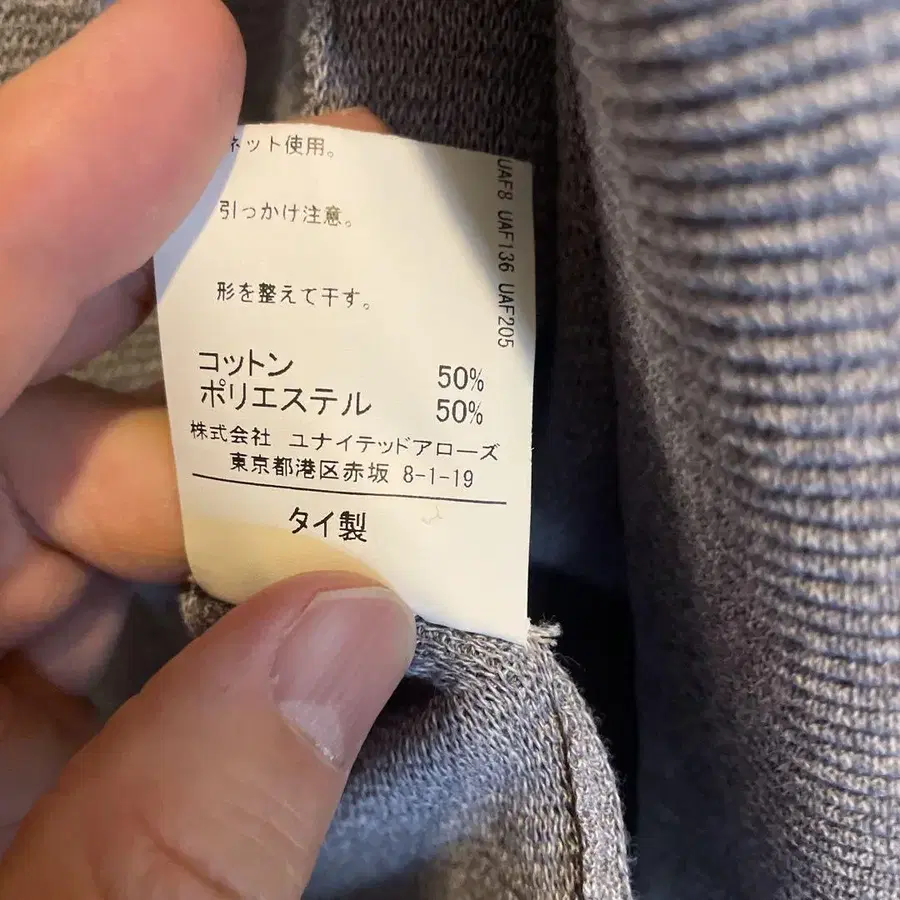 ネット使用。
引っかけ注意。
形を整えて干す。
コットン 50%
ポリエステル 50%
株式会社 ユナイテッドアローズ
東京都港区赤坂 8-1-19
タイ製
UAF8 UAF136 UAF205